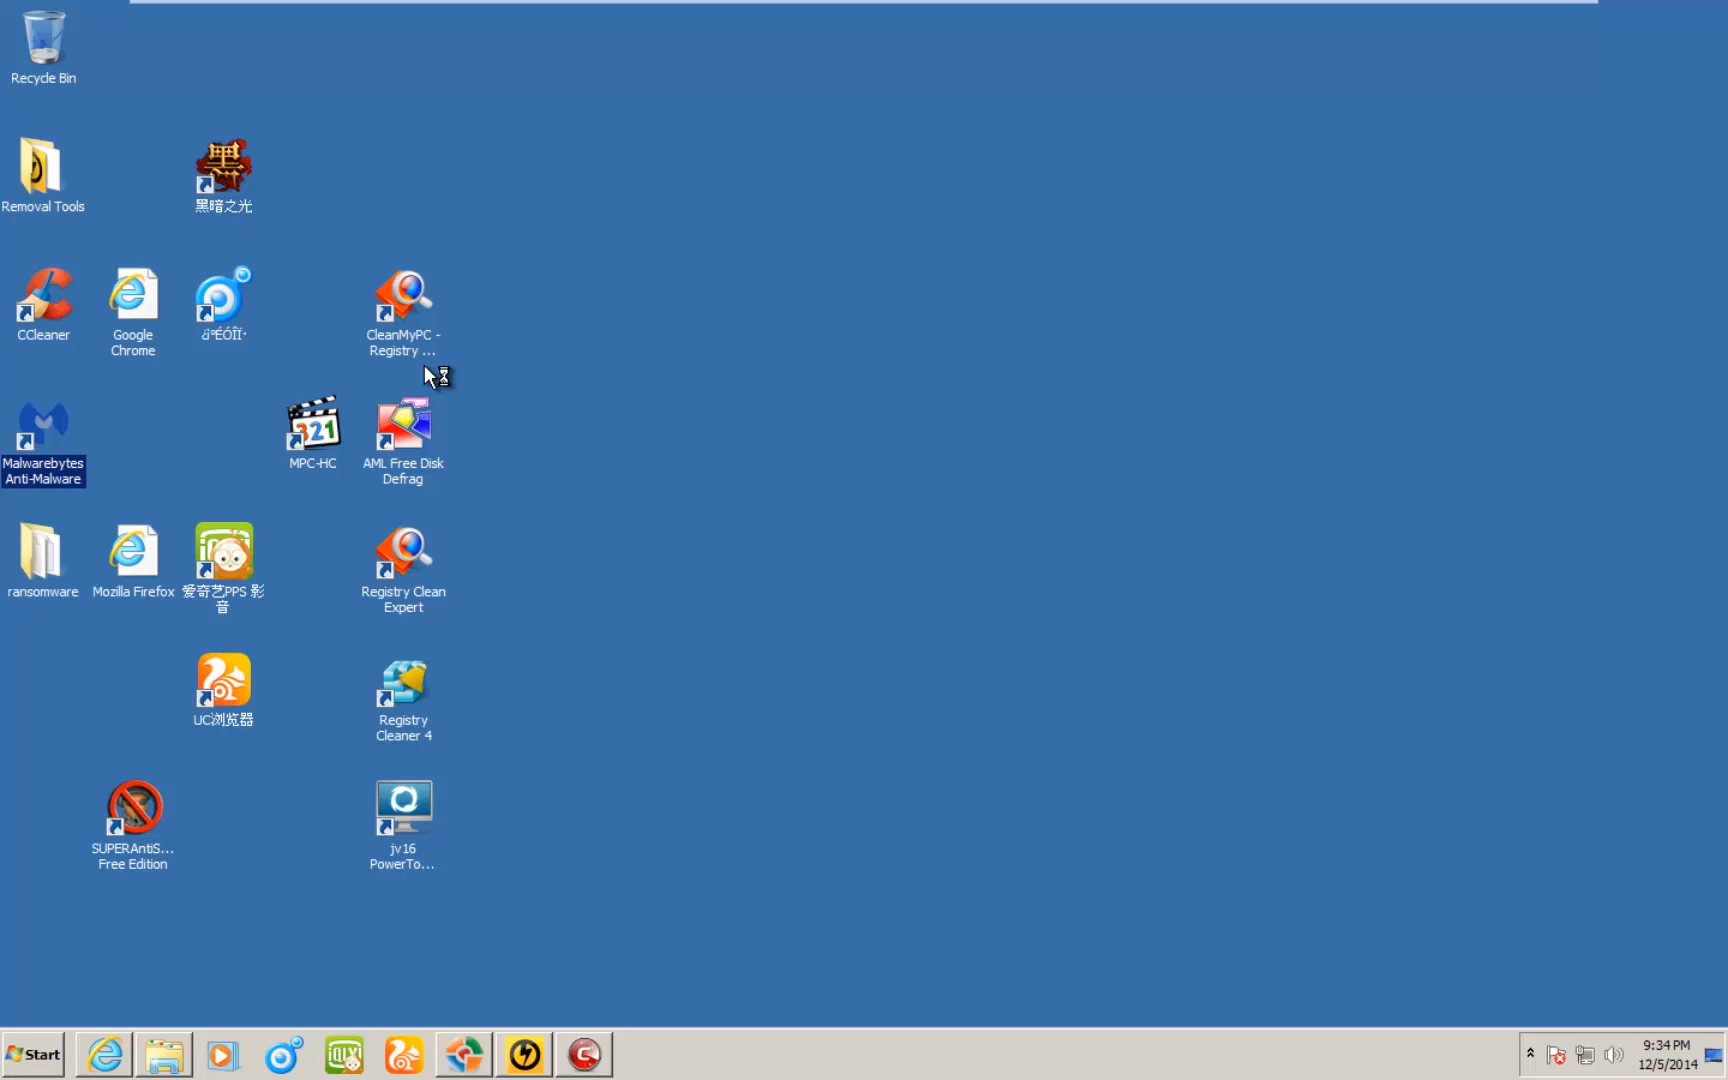 Recycle Bin
Removal Tools
黑暗之光
CCleaner
Google
Chrome
CleanMyPC -
Registry ...
Malwarebytes
Anti-Malware
321
MPC-HC
AML Free Disk
Defrag
ransomware
Mozilla Firefox
爱奇艺PPS 影
音
Registry Clean
Expert
UC浏览器
Registry
Cleaner 4
SUPERAntiS...
Free Edition
jv16
PowerTo...
Start
9:34 PM
12/5/2014